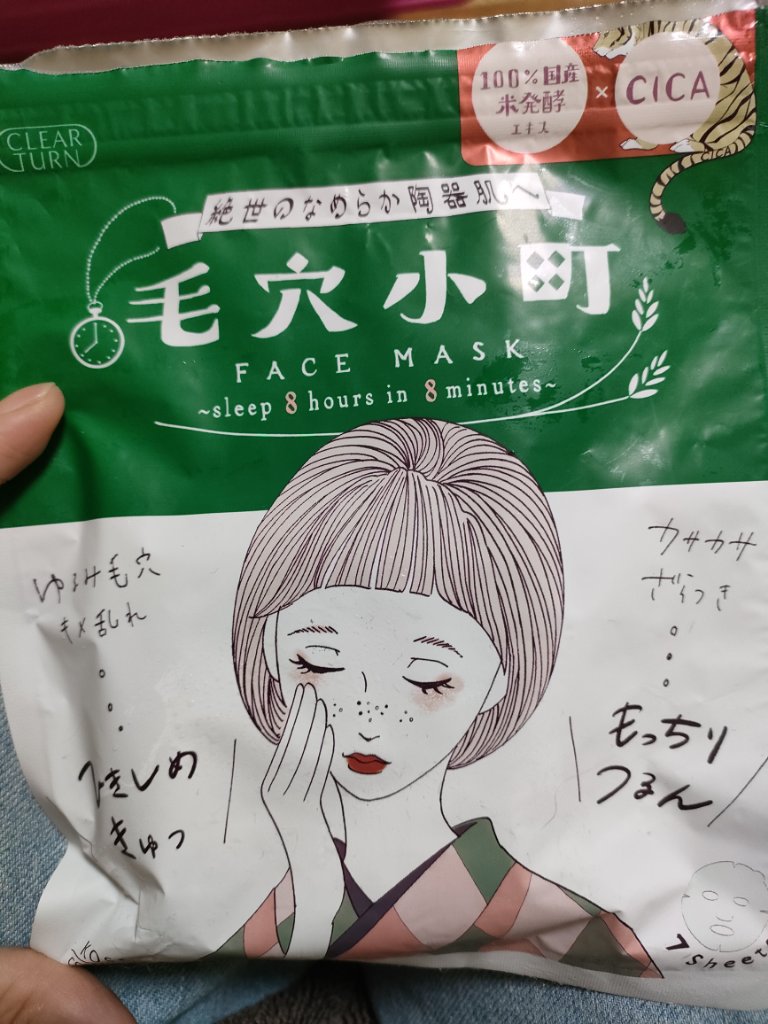 100%国産
米発酵
エキス
×
CICA
CICA
CLEAR
TURN
絶世のなめらか陶器肌へ
毛穴小町
FACE MASK
~sleep 8 hours in 8 minutes~
ゆるみ毛穴
キメ乱れ
ひきしめ
きゅっ
カサカサ
ざらつき
もっちり
つるん
7 sheets